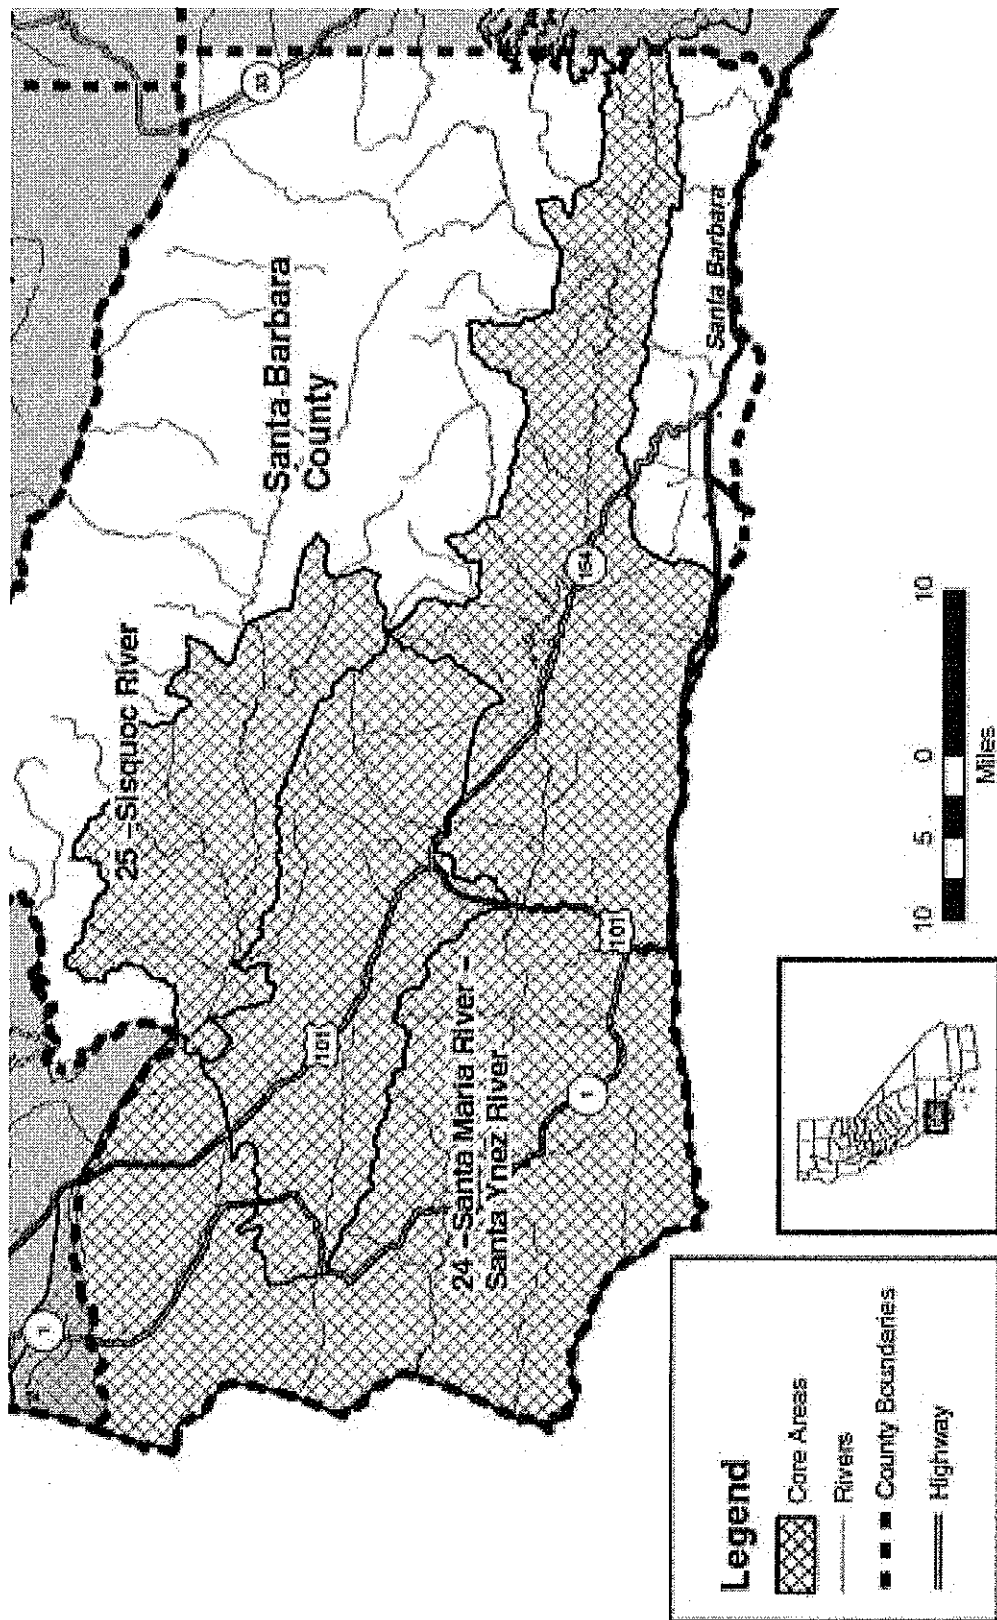 25 – Sisquoc River
Santa Barbara
County
33
1
101
24 – Santa Maria River –
Santa Ynez River
1
101
154
Santa Barbara
Legend
Core Areas
Rivers
County Boundaries
Highway
10 5 0 10
Miles